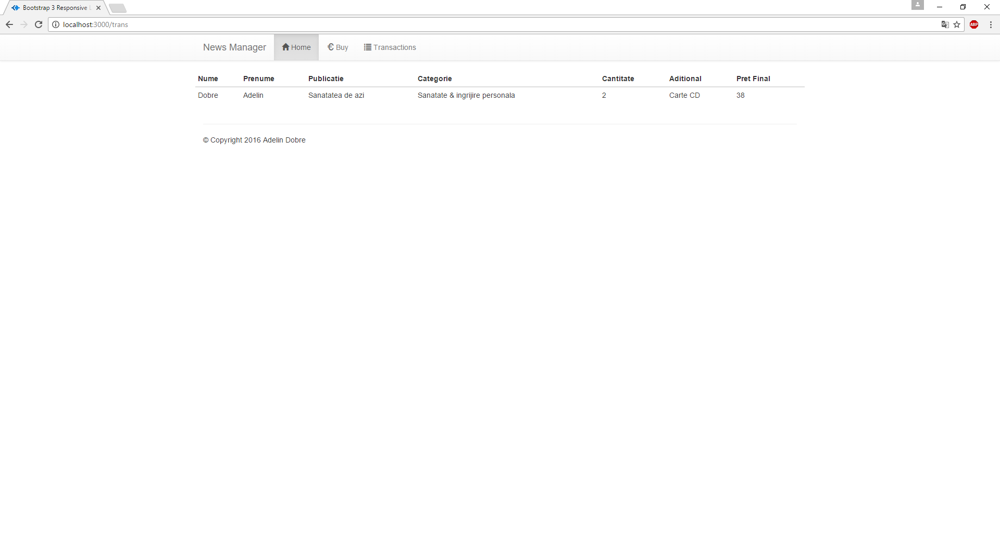 Bootstrap 3 Responsive
localhost:3000/trans
ABP
News Manager Home € Buy Transactions
Nume Prenume Publicatie Categorie Cantitate Aditional Pret Final
Dobre Adelin Sanatatea de azi Sanatate & ingrijire personala 2 Carte CD 38
© Copyright 2016 Adelin Dobre